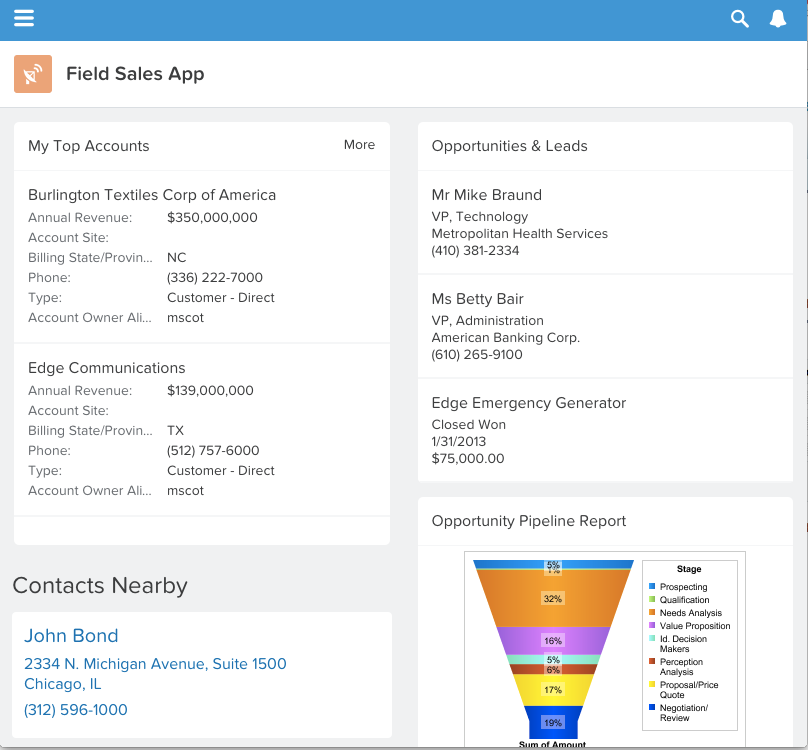 Field Sales App
My Top Accounts More
Burlington Textiles Corp of America
Annual Revenue: $350,000,000
Account Site:
Billing State/Provin... NC
Phone: (336) 222-7000
Type: Customer - Direct
Account Owner Ali... mscot
Edge Communications
Annual Revenue: $139,000,000
Account Site:
Billing State/Provin... TX
Phone: (512) 757-6000
Type: Customer - Direct
Account Owner Ali... mscot
Contacts Nearby
John Bond
2334 N. Michigan Avenue, Suite 1500
Chicago, IL
(312) 596-1000
Opportunities & Leads
Mr Mike Braund
VP, Technology
Metropolitan Health Services
(410) 381-2334
Ms Betty Bair
VP, Administration
American Banking Corp.
(610) 265-9100
Edge Emergency Generator
Closed Won
1/31/2013
$75,000.00
Opportunity Pipeline Report
5%
1%
32%
16%
5%
6%
17%
19%
Sum of Amount
Stage
Prospecting
Qualification
Needs Analysis
Value Proposition
Id. Decision
Makers
Perception
Analysis
Proposal/Price
Quote
Negotiation/
Review